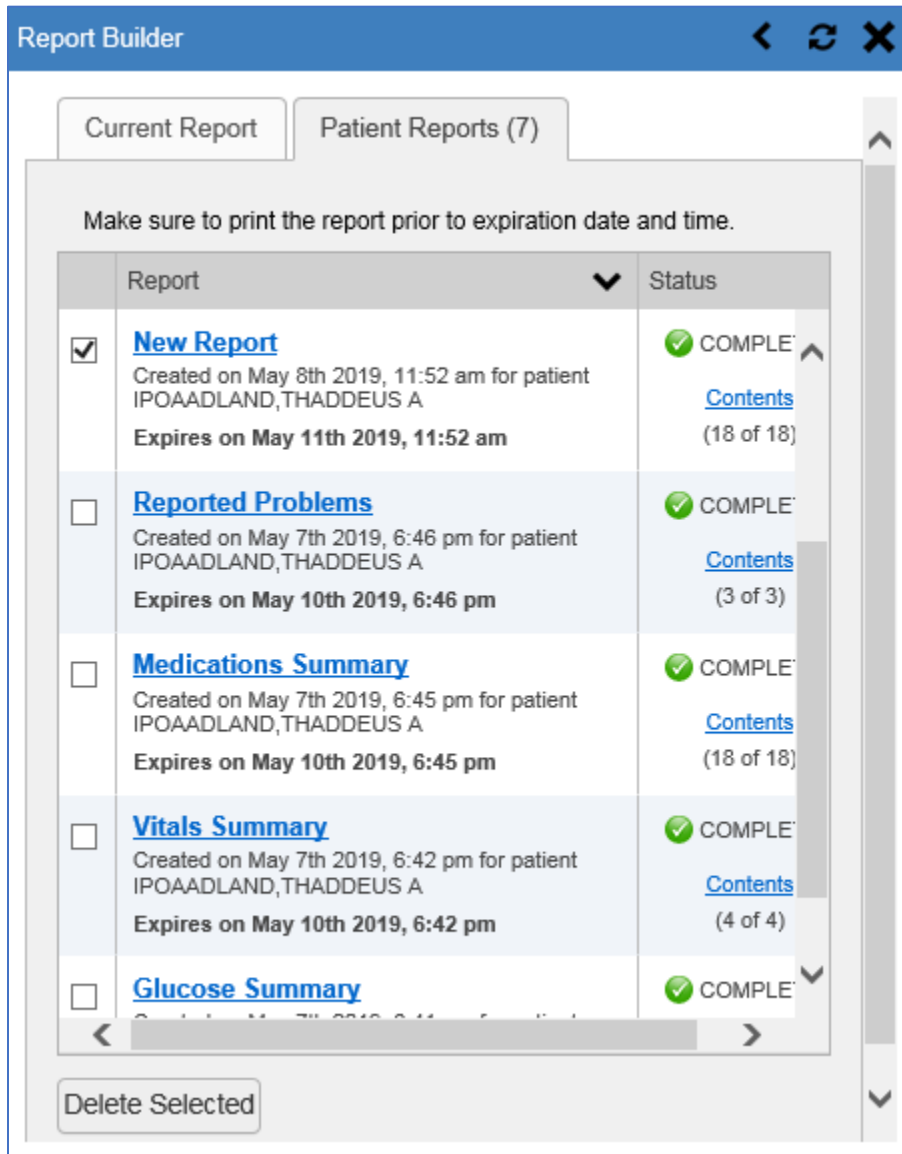 Report Builder
Current Report
Patient Reports (7)
Make sure to print the report prior to expiration date and time.
Report
Status
New Report
Created on May 8th 2019, 11:52 am for patient
IPOAADLAND,THADDEUS A
Expires on May 11th 2019, 11:52 am
COMPLE
Contents
(18 of 18)
Reported Problems
Created on May 7th 2019, 6:46 pm for patient
IPOAADLAND,THADDEUS A
Expires on May 10th 2019, 6:46 pm
COMPLE
Contents
(3 of 3)
Medications Summary
Created on May 7th 2019, 6:45 pm for patient
IPOAADLAND,THADDEUS A
Expires on May 10th 2019, 6:45 pm
COMPLE
Contents
(18 of 18)
Vitals Summary
Created on May 7th 2019, 6:42 pm for patient
IPOAADLAND,THADDEUS A
Expires on May 10th 2019, 6:42 pm
COMPLE
Contents
(4 of 4)
Glucose Summary
COMPLE
Delete Selected